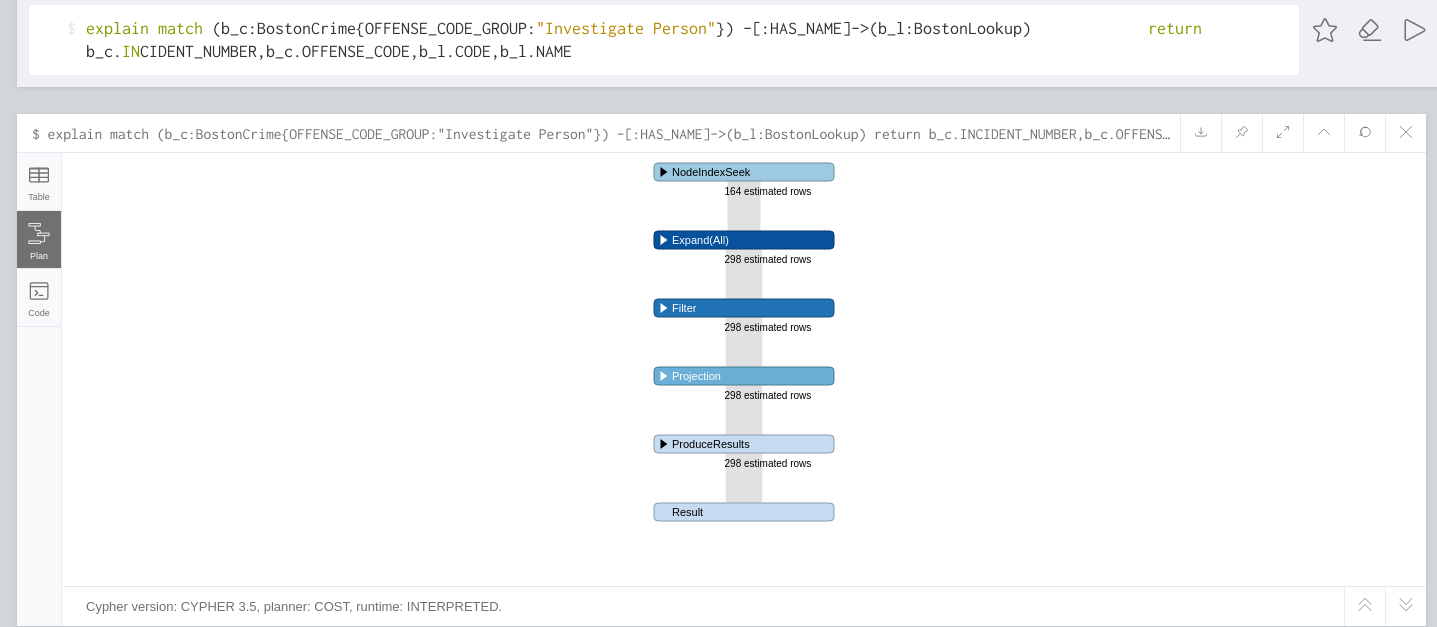 $ explain match (b_c:BostonCrime{OFFENSE_CODE_GROUP:"Investigate Person"}) -[:HAS_NAME]->(b_l:BostonLookup) return
b_c.INCIDENT_NUMBER,b_c.OFFENSE_CODE,b_l.CODE,b_l.NAME
$ explain match (b_c:BostonCrime{OFFENSE_CODE_GROUP:"Investigate Person"}) -[:HAS_NAME]->(b_l:BostonLookup) return b_c.INCIDENT_NUMBER,b_c.OFFENS…
Table
Plan
Code
NodeIndexSeek
164 estimated rows
Expand(All)
298 estimated rows
Filter
298 estimated rows
Projection
298 estimated rows
ProduceResults
298 estimated rows
Result
Cypher version: CYPHER 3.5, planner: COST, runtime: INTERPRETED.